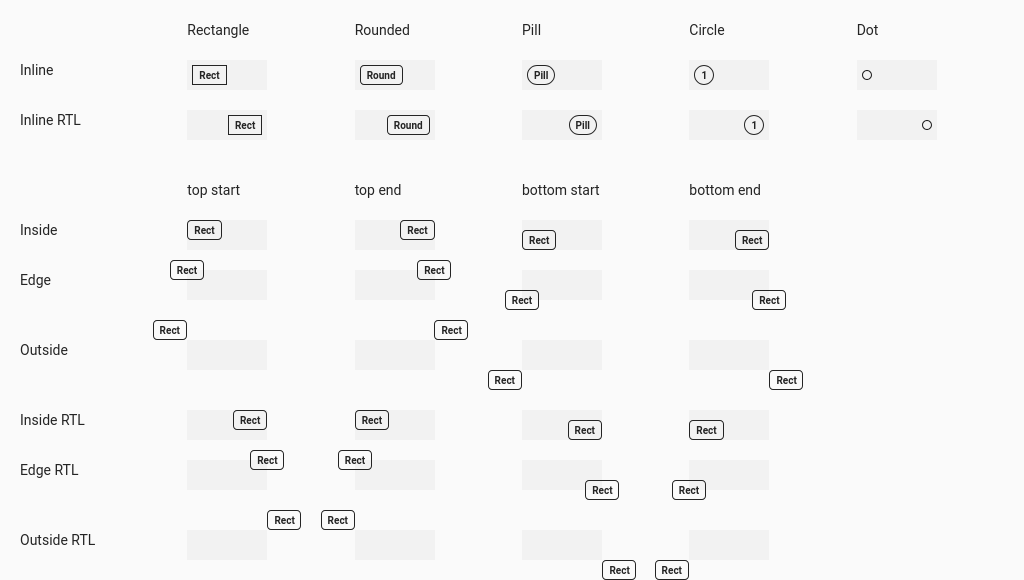 Rectangle Rounded Pill Circle Dot
Inline Rect Round Pill 1
Inline RTL Rect Round Pill 1
top start top end bottom start bottom end
Inside Rect Rect Rect Rect
Edge Rect Rect Rect Rect
Rect Rect
Outside
Rect Rect
Inside RTL Rect Rect Rect Rect
Edge RTL Rect Rect Rect Rect
Rect Rect
Outside RTL
Rect Rect